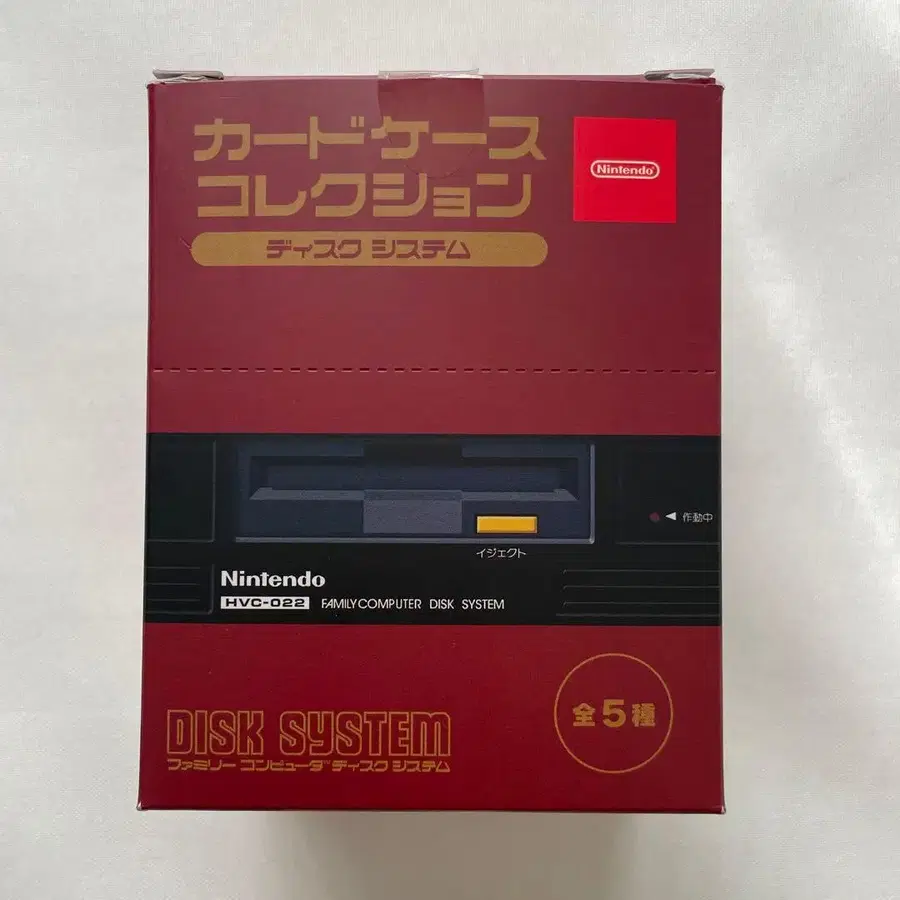 カードケース
コレクション
Nintendo
ディスク システム
◀ 作動中
イジェクト
Nintendo
HVC-022 FAMILY COMPUTER DISK SYSTEM
DISK SYSTEM
ファミリー コンピュータ™ ディスク システム
全5種